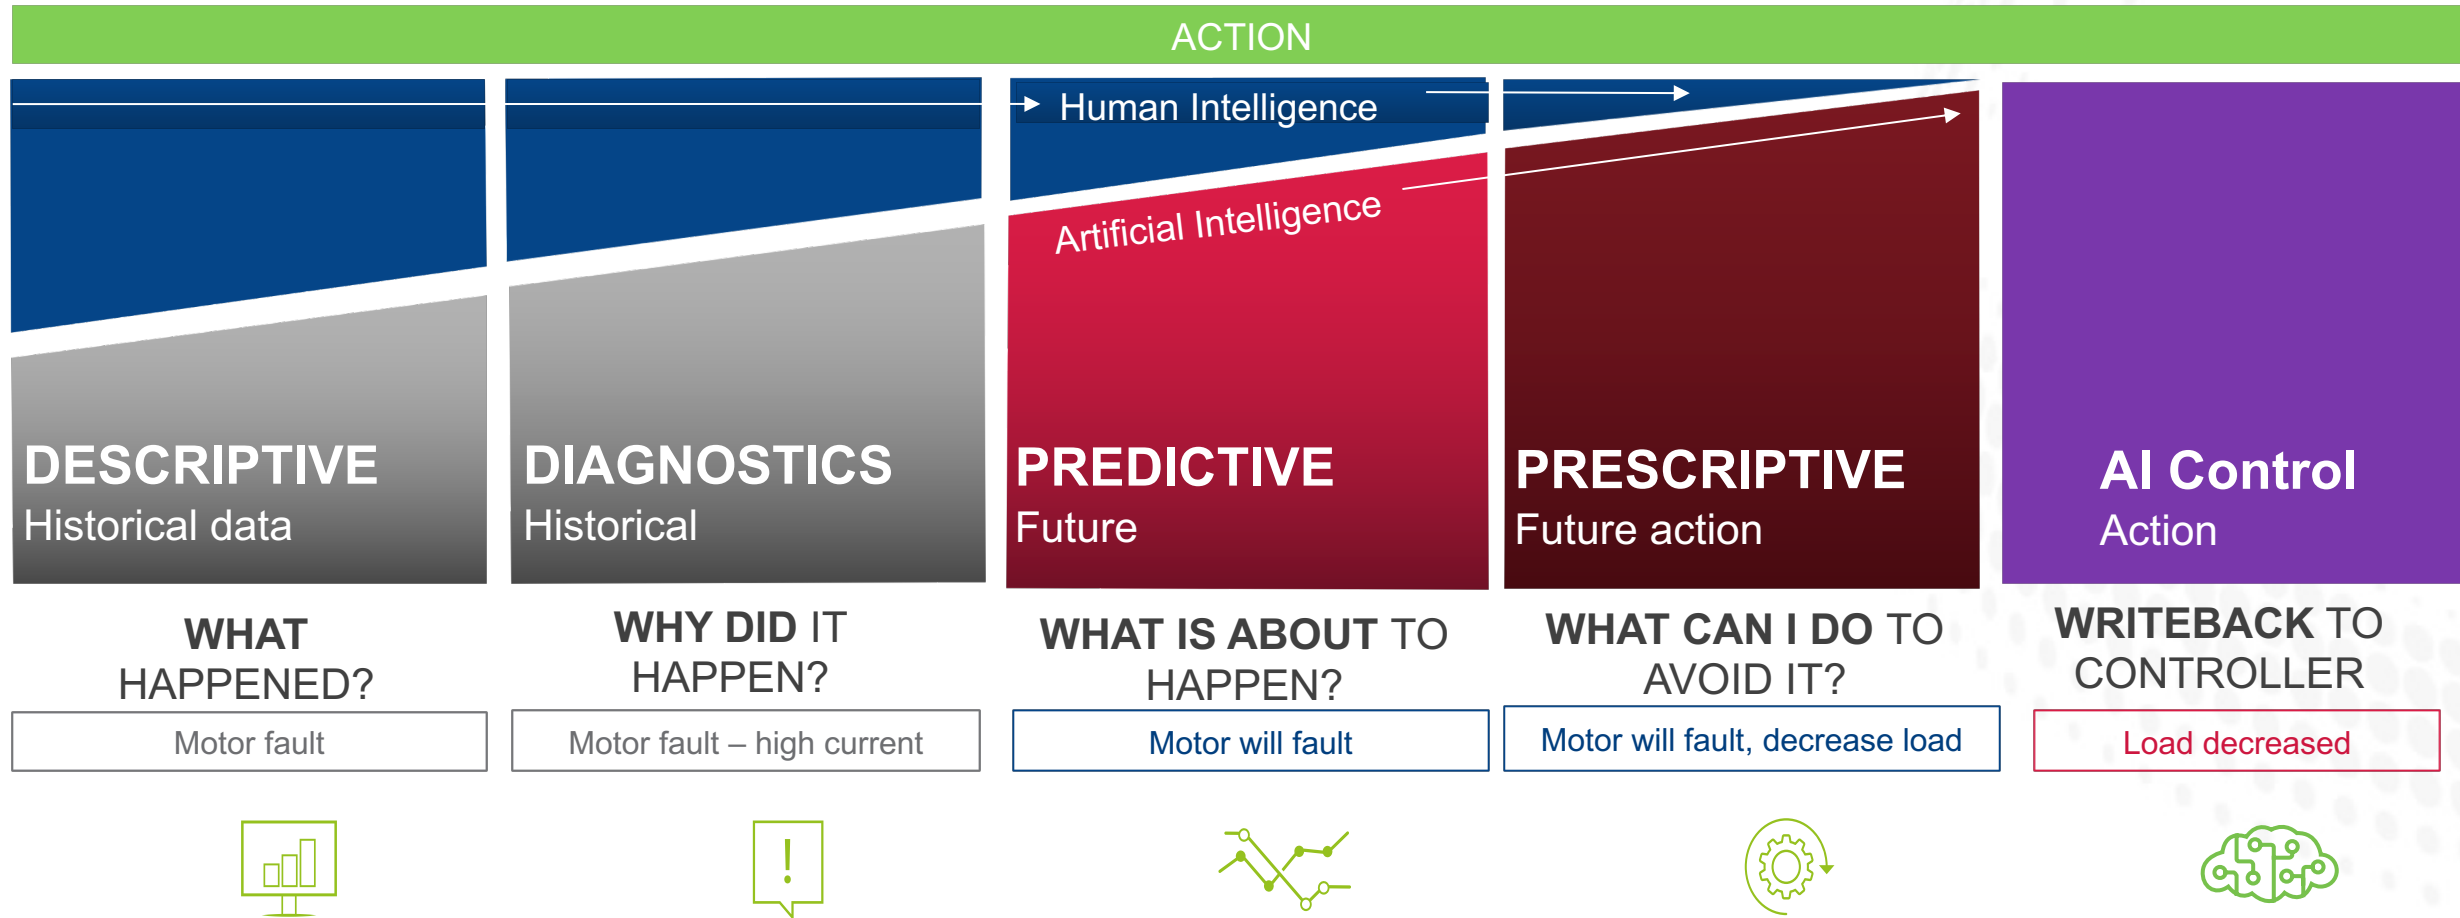 ACTION
Human Intelligence
Artificial Intelligence
DESCRIPTIVE
Historical data
DIAGNOSTICS
Historical
PREDICTIVE
Future
PRESCRIPTIVE
Future action
AI Control
Action
WHAT
HAPPENED?
WHY DID IT
HAPPEN?
WHAT IS ABOUT TO
HAPPEN?
WHAT CAN I DO TO
AVOID IT?
WRITEBACK TO
CONTROLLER
Motor fault
Motor fault – high current
Motor will fault
Motor will fault, decrease load
Load decreased
!